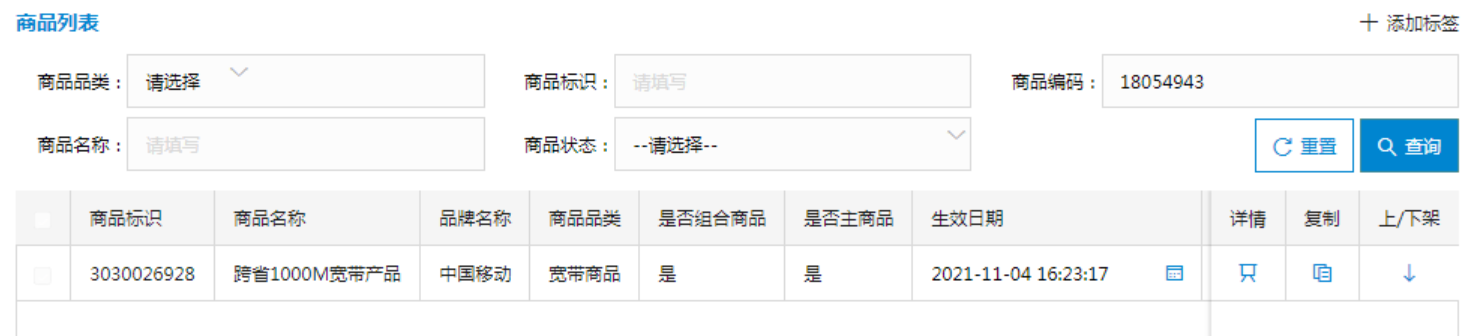 商品列表 添加标签
商品品类： 请选择 商品标识： 请填写 商品编码： 18054943
商品名称： 请填写 商品状态： --请选择-- 重置 查询
商品标识 商品名称 品牌名称 商品品类 是否组合商品 是否主商品 生效日期 详情 复制 上/下架
3030026928 跨省1000M宽带产品 中国移动 宽带商品 是 是 2021-11-04 16:23:17